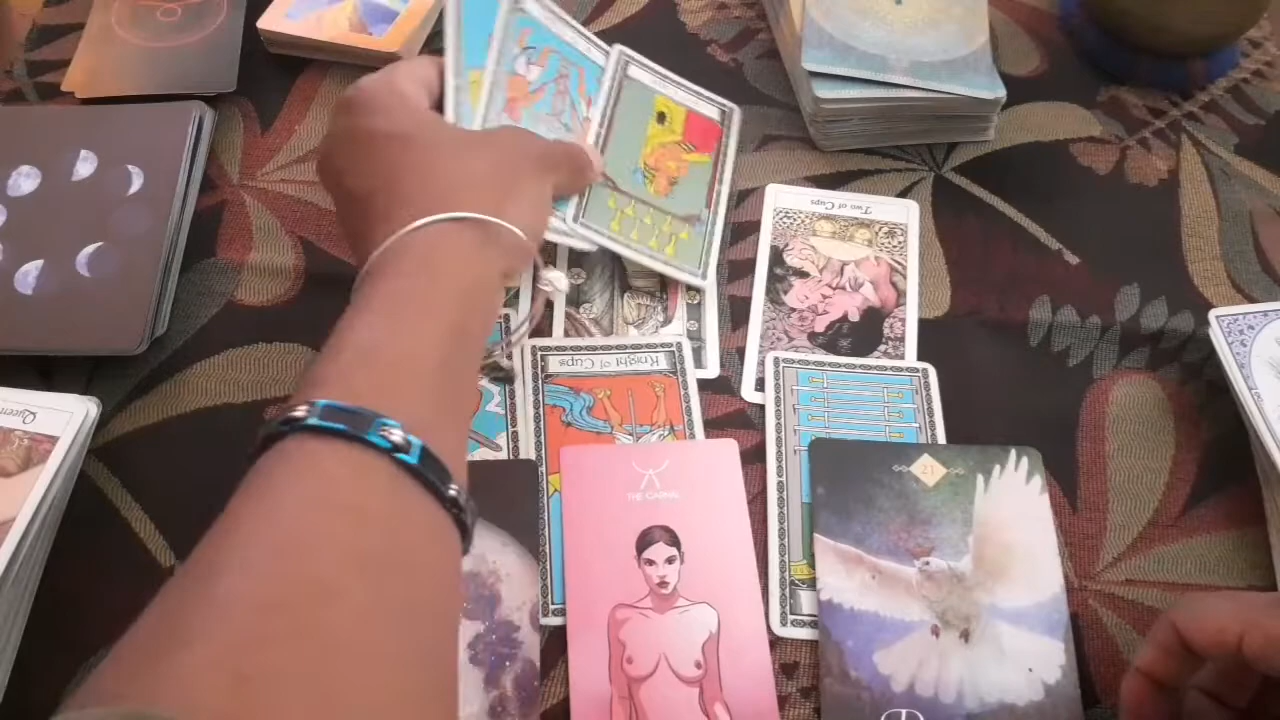 Two of Cups
Knight of Cups
Queen
THE CARNAL
21